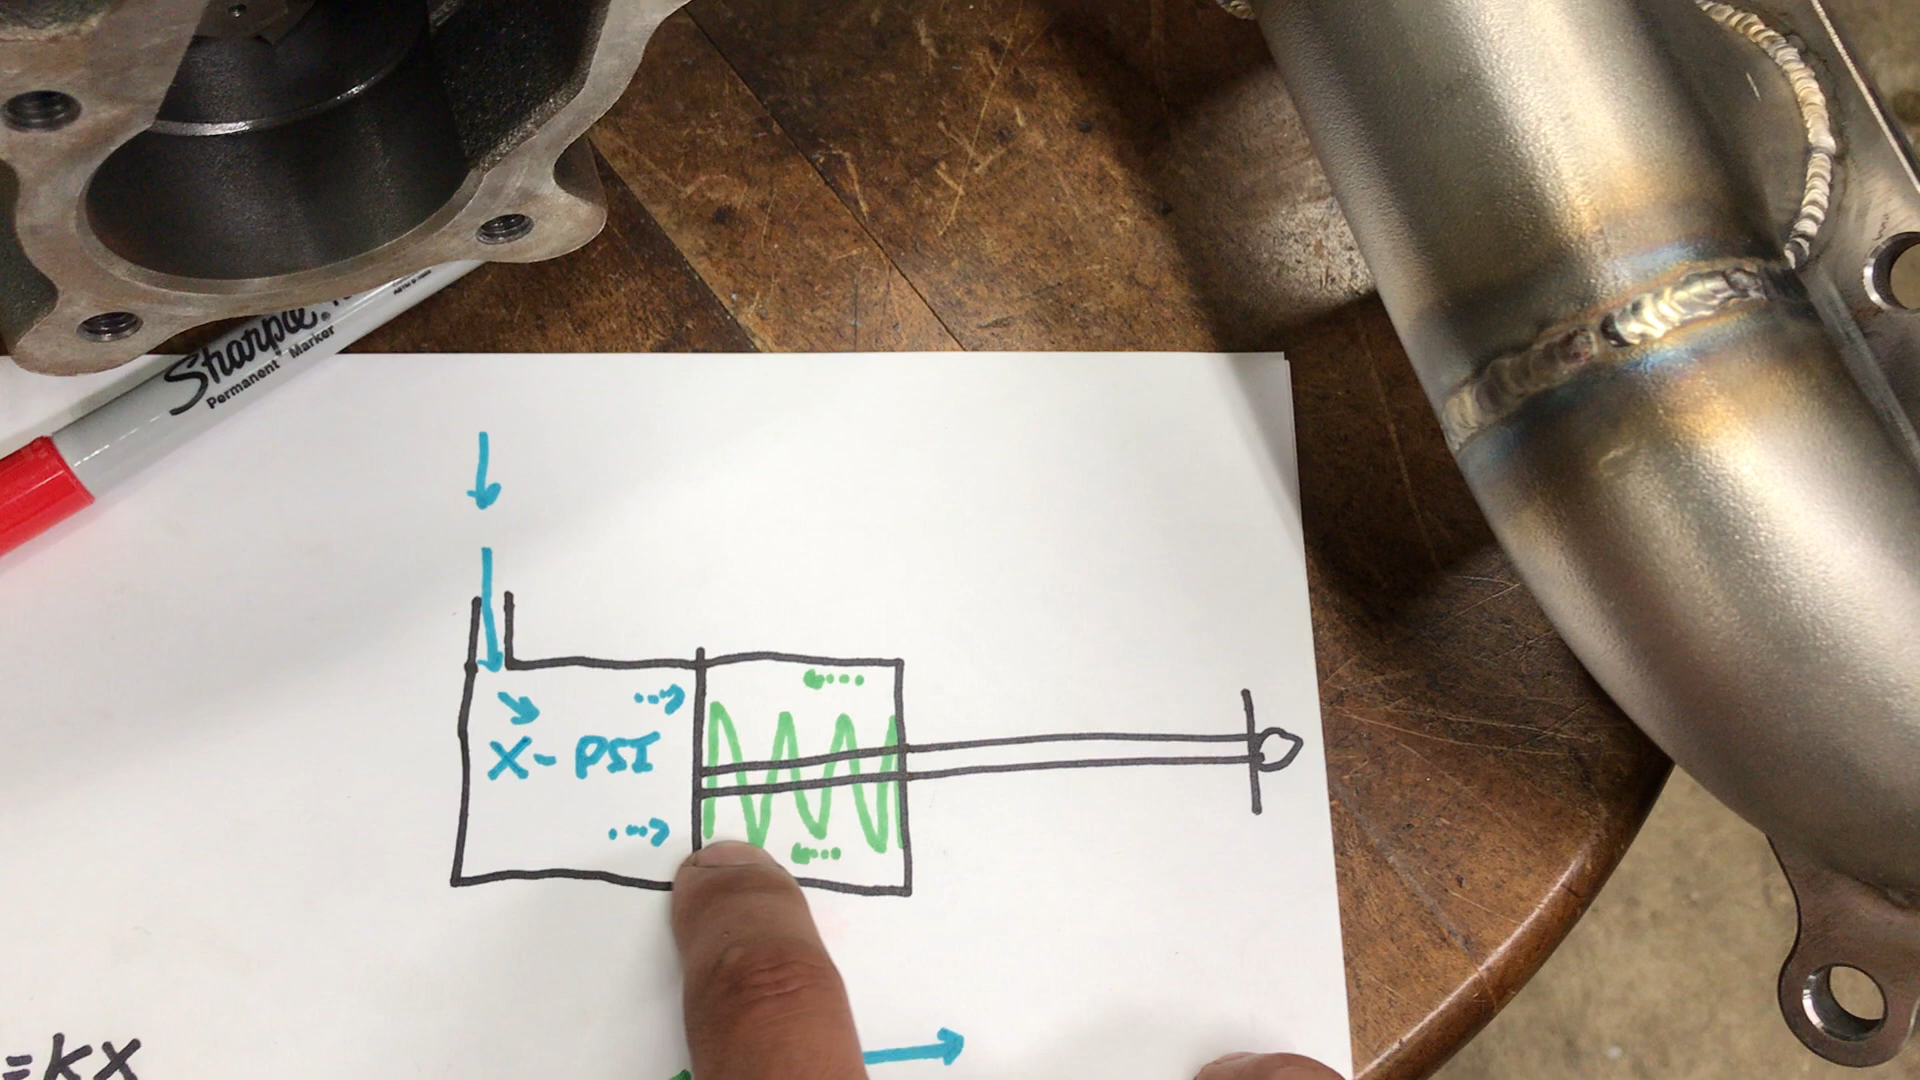 Sharpie®
Permanent Marker
X- PSI
=KX